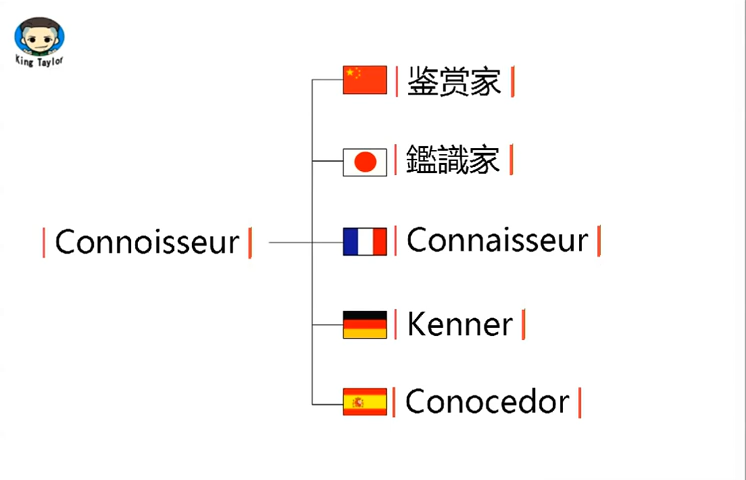 King Taylor
鉴赏家
鑑識家
Connoisseur
Connaisseur
Kenner
Conocedor